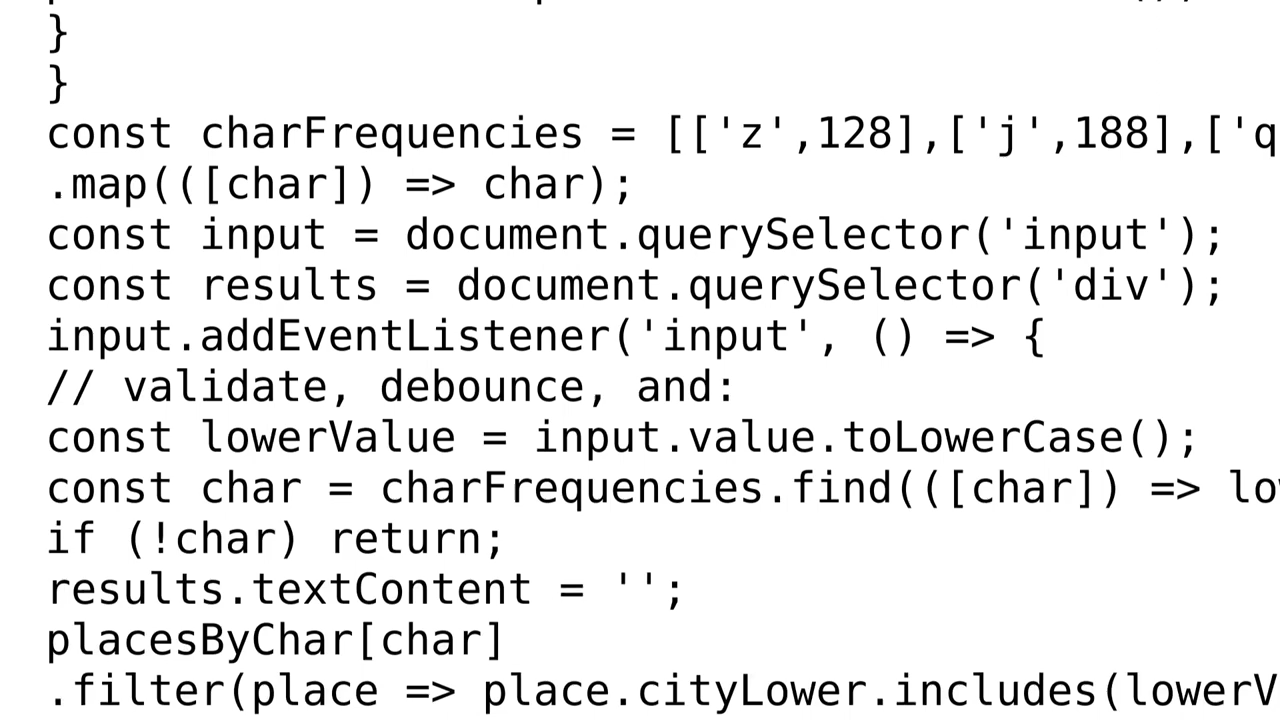 }
}
const charFrequencies = [['z',128],['j',188],['q
.map(([char]) => char);
const input = document.querySelector('input');
const results = document.querySelector('div');
input.addEventListener('input', () => {
// validate, debounce, and:
const lowerValue = input.value.toLowerCase();
const char = charFrequencies.find(([char]) => lo
if (!char) return;
results.textContent = '';
placesByChar[char]
.filter(place => place.cityLower.includes(lowerV